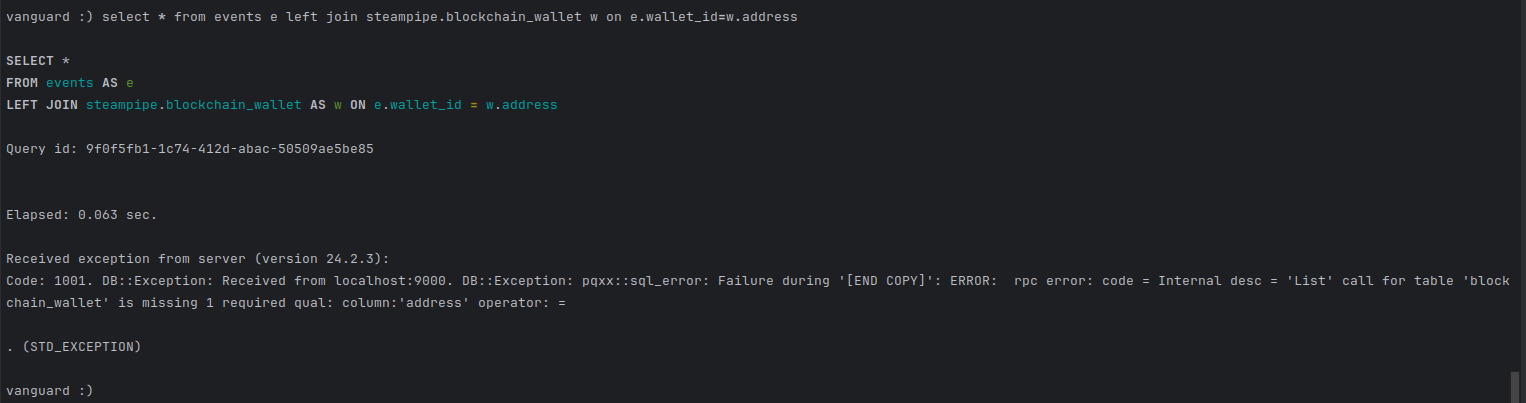 vanguard :) select * from events e left join steampipe.blockchain_wallet w on e.wallet_id=w.address
SELECT *
FROM events AS e
LEFT JOIN steampipe.blockchain_wallet AS w ON e.wallet_id = w.address
Query id: 9f0f5fb1-1c74-412d-abac-50509ae5be85
Elapsed: 0.063 sec.
Received exception from server (version 24.2.3):
Code: 1001. DB::Exception: Received from localhost:9000. DB::Exception: pqxx::sql_error: Failure during '[END COPY]': ERROR:  rpc error: code = Internal desc = 'List' call for table 'block
chain_wallet' is missing 1 required qual: column:'address' operator: =
. (STD_EXCEPTION)
vanguard :)